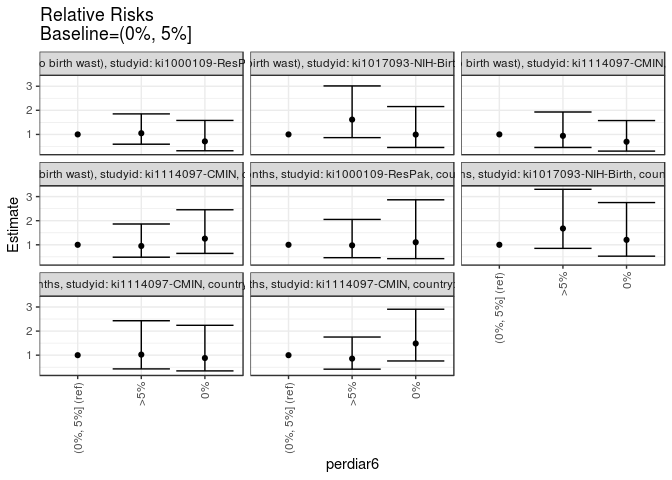 Relative Risks
Baseline=(0%, 5%]
o birth wast), studyid: ki1000109-ResP
birth wast), studyid: ki1017093-NIH-Birt
birth wast), studyid: ki1114097-CMIN,
birth wast), studyid: ki1114097-CMIN,
nths, studyid: ki1000109-ResPak, cou
hs, studyid: ki1017093-NIH-Birth, coun
nths, studyid: ki1114097-CMIN, country
ths, studyid: ki1114097-CMIN, country:
Estimate
3
2
1
3
2
1
3
2
1
(0%, 5%] (ref)
>5%
0%
(0%, 5%] (ref)
>5%
0%
(0%, 5%] (ref)
>5%
0%
perdiar6